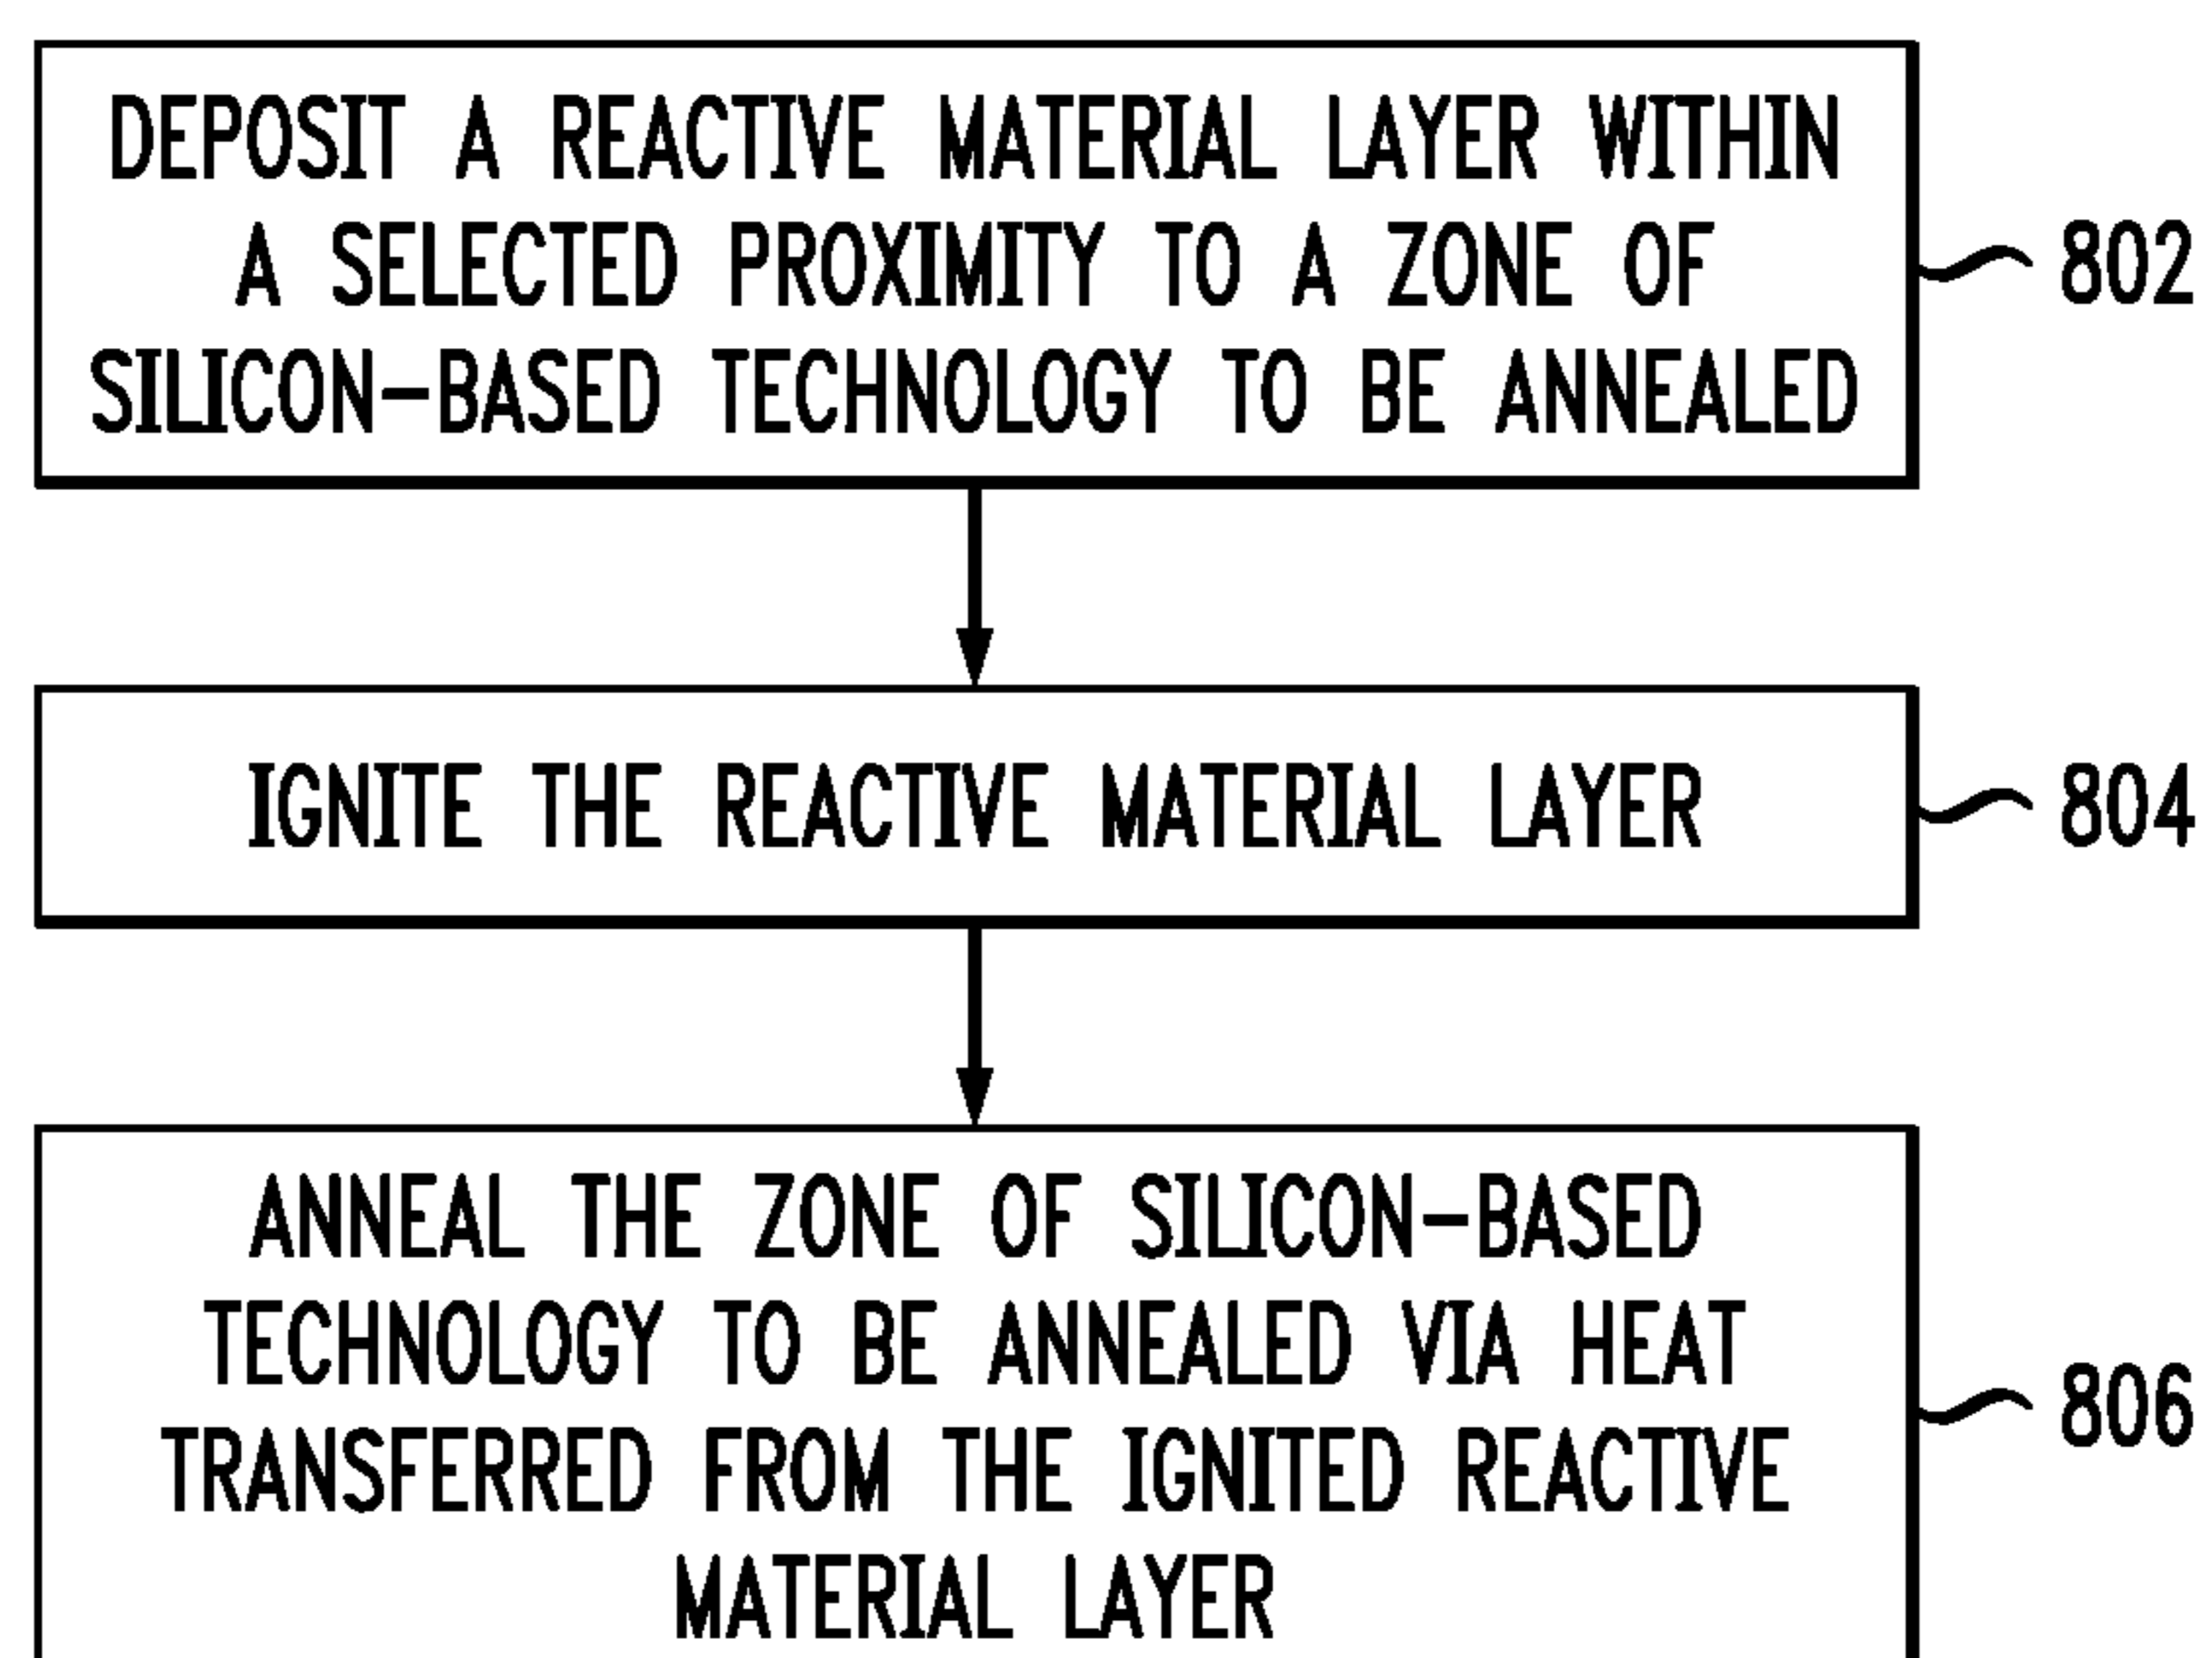 DEPOSIT A REACTIVE MATERIAL LAYER WITHIN
A SELECTED PROXIMITY TO A ZONE OF
SILICON-BASED TECHNOLOGY TO BE ANNEALED
802
IGNITE THE REACTIVE MATERIAL LAYER
804
ANNEAL THE ZONE OF SILICON-BASED
TECHNOLOGY TO BE ANNEALED VIA HEAT
TRANSFERRED FROM THE IGNITED REACTIVE
MATERIAL LAYER
806